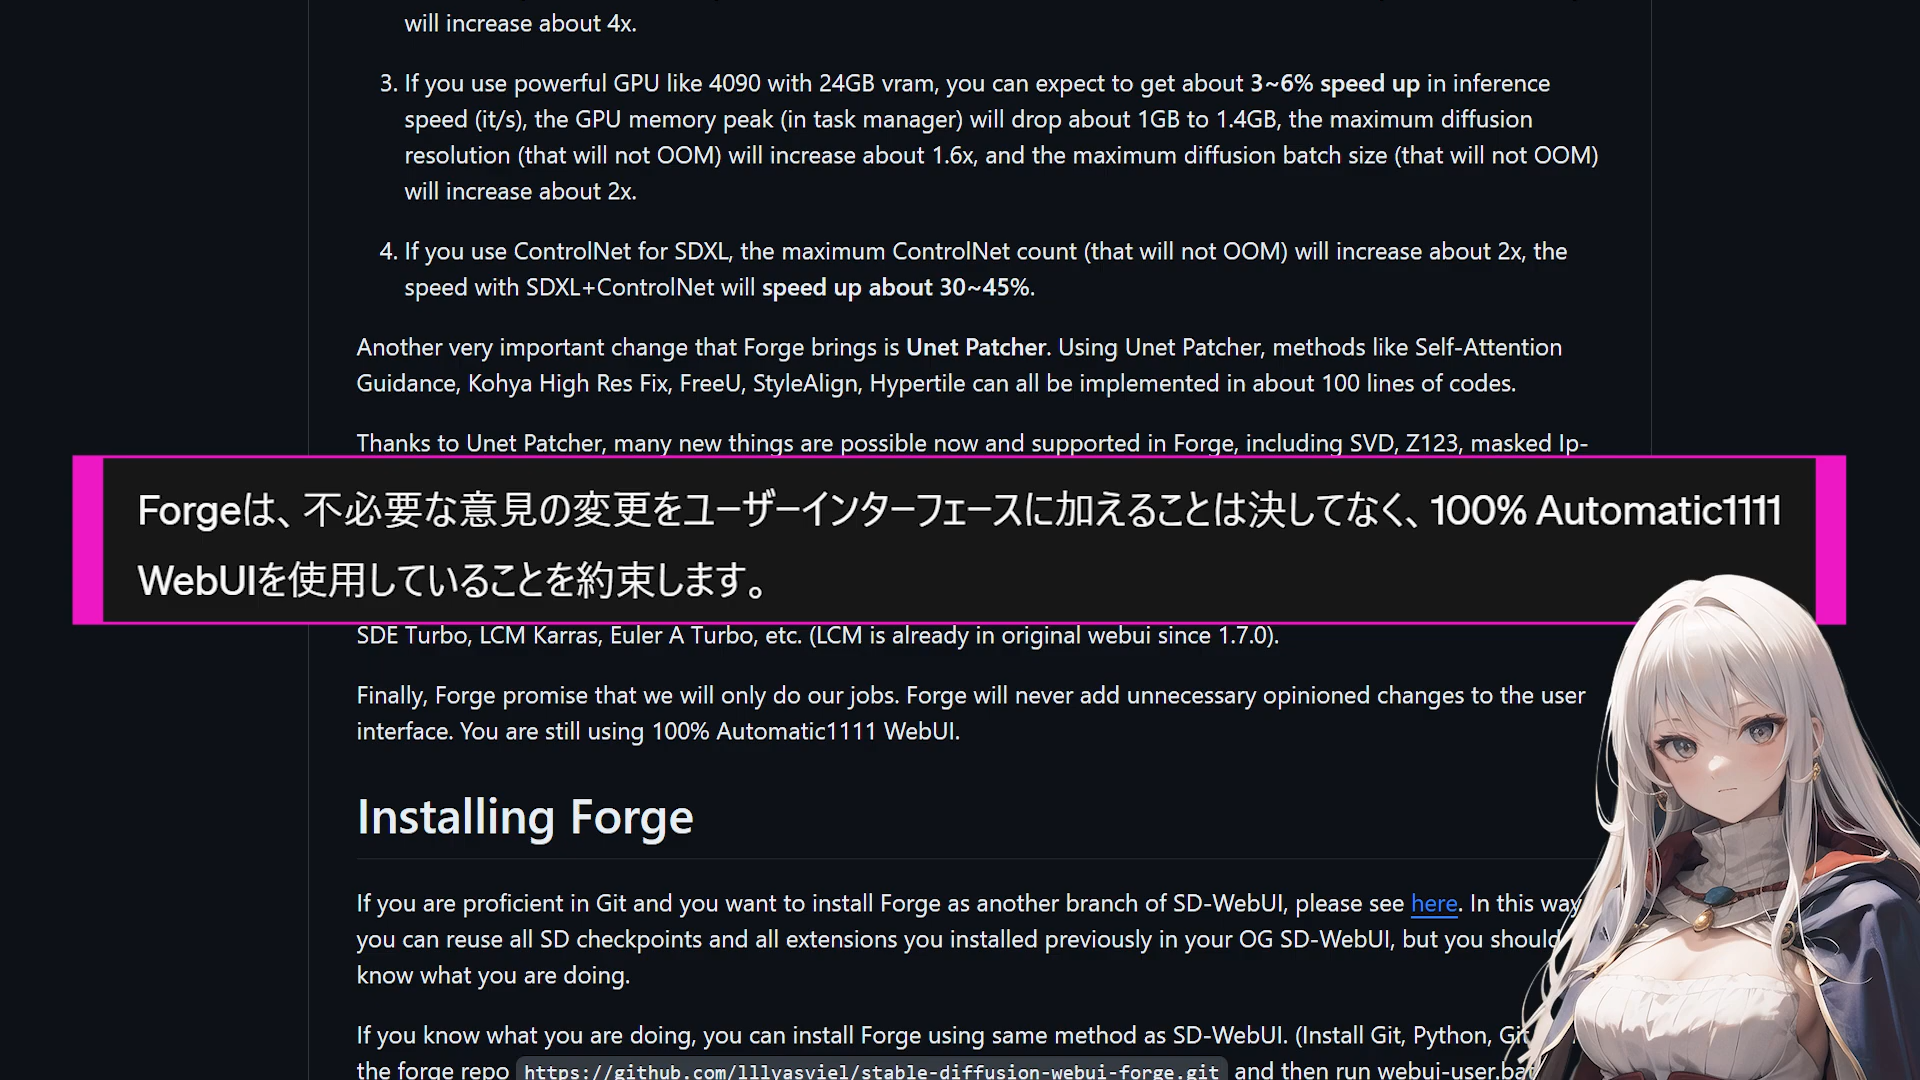 will increase about 4x.
3. If you use powerful GPU like 4090 with 24GB vram, you can expect to get about 3~6% speed up in inference
speed (it/s), the GPU memory peak (in task manager) will drop about 1GB to 1.4GB, the maximum diffusion
resolution (that will not OOM) will increase about 1.6x, and the maximum diffusion batch size (that will not OOM)
will increase about 2x.
4. If you use ControlNet for SDXL, the maximum ControlNet count (that will not OOM) will increase about 2x, the
speed with SDXL+ControlNet will speed up about 30~45%.
Another very important change that Forge brings is Unet Patcher. Using Unet Patcher, methods like Self-Attention
Guidance, Kohya High Res Fix, FreeU, StyleAlign, Hypertile can all be implemented in about 100 lines of codes.
Thanks to Unet Patcher, many new things are possible now and supported in Forge, including SVD, Z123, masked Ip-
Forgeは、不必要な意見の変更をユーザーインターフェースに加えることは決してなく、100% Automatic1111
WebUIを使用していることを約束します。
SDE Turbo, LCM Karras, Euler A Turbo, etc. (LCM is already in original webui since 1.7.0).
Finally, Forge promise that we will only do our jobs. Forge will never add unnecessary opinioned changes to the user
interface. You are still using 100% Automatic1111 WebUI.
Installing Forge
If you are proficient in Git and you want to install Forge as another branch of SD-WebUI, please see here. In this way
you can reuse all SD checkpoints and all extensions you installed previously in your OG SD-WebUI, but you should
know what you are doing.
If you know what you are doing, you can install Forge using same method as SD-WebUI. (Install Git, Python, Git
the forge repo https://github.com/lllyasviel/stable-diffusion-webui-forge.git and then run webui-user.bat